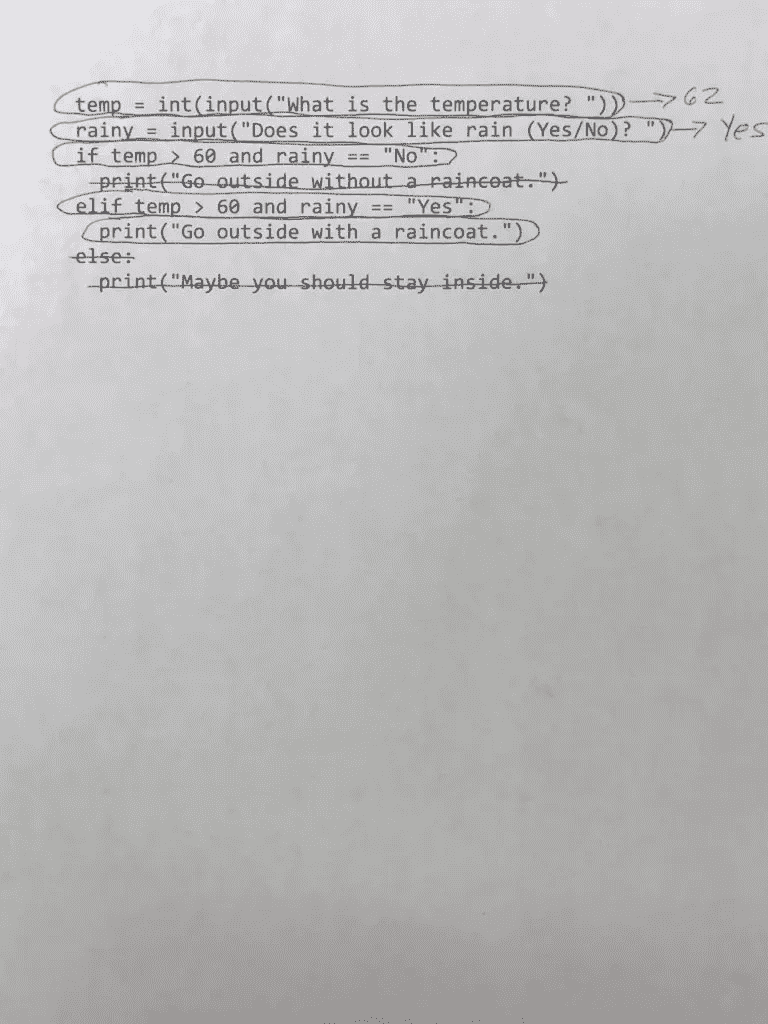 temp = int(input("What is the temperature? ")) → 62
rainy = input("Does it look like rain (Yes/No)? ") → Yes
if temp > 60 and rainy == "No":
print("Go outside without a raincoat.")
elif temp > 60 and rainy == "Yes":
print("Go outside with a raincoat.")
else:
print("Maybe you should stay inside.")